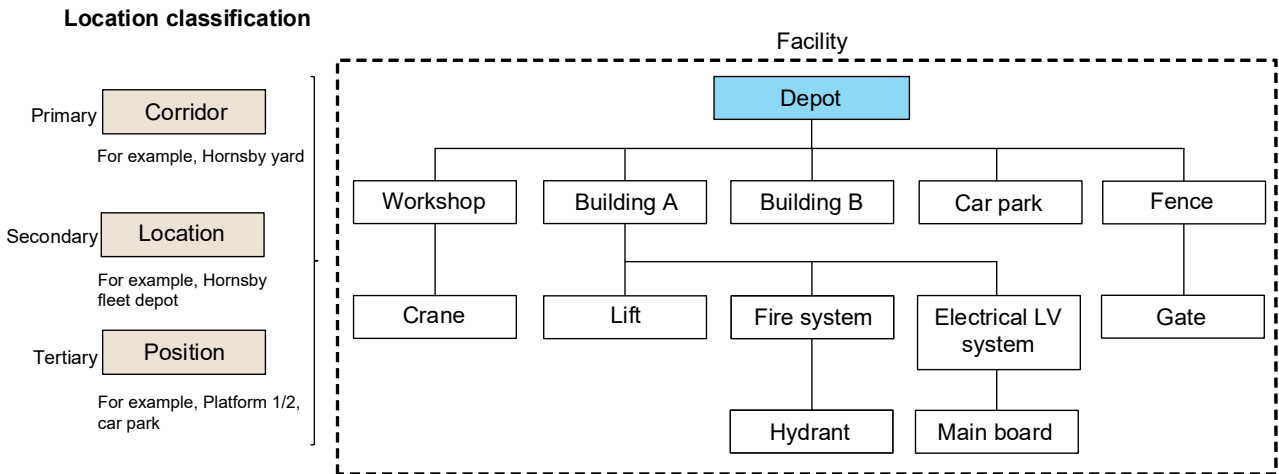 Location classification
Facility
Primary
Corridor
For example, Hornsby yard
Secondary
Location
For example, Hornsby
fleet depot
Tertiary
Position
For example, Platform 1/2,
car park
Depot
Workshop
Building A
Building B
Car park
Fence
Crane
Lift
Fire system
Electrical LV
system
Gate
Hydrant
Main board